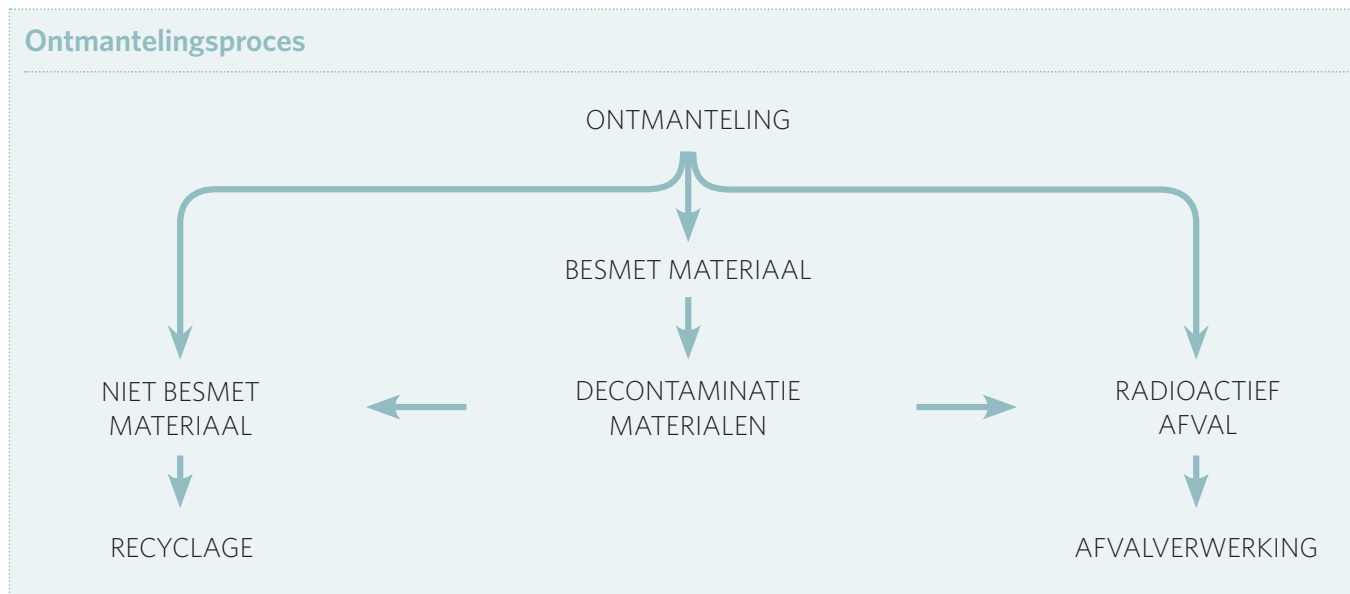 Ontmantelingsproces
ONTMANTELING
BESMET MATERIAAL
NIET BESMET
MATERIAAL
DECONTAMINATIE
MATERIALEN
RADIOACTIEF
AFVAL
RECYCLAGE
AFVALVERWERKING